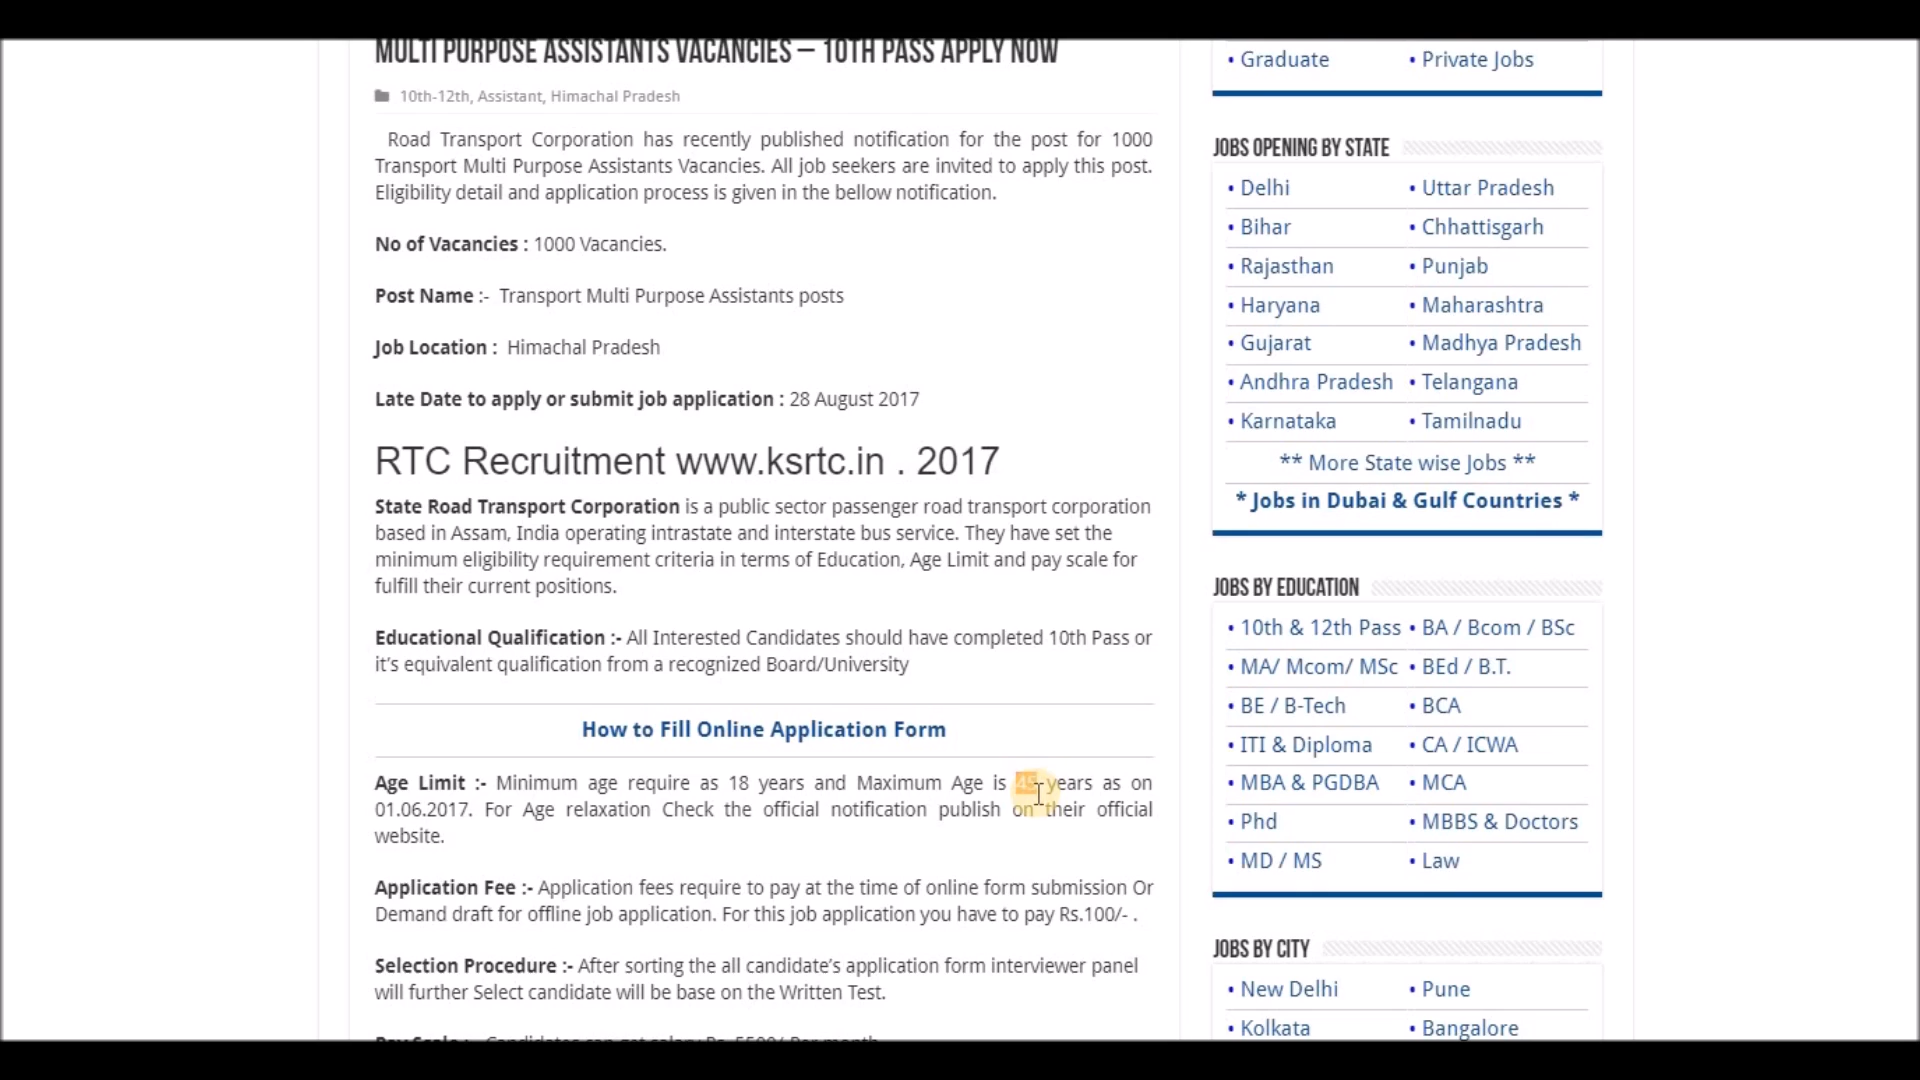 MULTI PURPOSE ASSISTANTS VACANCIES – 10TH PASS APPLY NOW
10th-12th, Assistant, Himachal Pradesh
Road Transport Corporation has recently published notification for the post for 1000
Transport Multi Purpose Assistants Vacancies. All job seekers are invited to apply this post.
Eligibility detail and application process is given in the bellow notification.
No of Vacancies : 1000 Vacancies.
Post Name :- Transport Multi Purpose Assistants posts
Job Location : Himachal Pradesh
Late Date to apply or submit job application : 28 August 2017
RTC Recruitment www.ksrtc.in . 2017
State Road Transport Corporation is a public sector passenger road transport corporation
based in Assam, India operating intrastate and interstate bus service. They have set the
minimum eligibility requirement criteria in terms of Education, Age Limit and pay scale for
fulfill their current positions.
Educational Qualification :- All Interested Candidates should have completed 10th Pass or
it's equivalent qualification from a recognized Board/University
How to Fill Online Application Form
Age Limit :- Minimum age require as 18 years and Maximum Age is 45 years as on
01.06.2017. For Age relaxation Check the official notification publish on their official
website.
Application Fee :- Application fees require to pay at the time of online form submission Or
Demand draft for offline job application. For this job application you have to pay Rs.100/- .
Selection Procedure :- After sorting the all candidate's application form interviewer panel
will further Select candidate will be base on the Written Test.
Pay Scale :- Candidates can get salary Rs. 5500/ Per month
• Graduate • Private Jobs
JOBS OPENING BY STATE
• Delhi • Uttar Pradesh
• Bihar • Chhattisgarh
• Rajasthan • Punjab
• Haryana • Maharashtra
• Gujarat • Madhya Pradesh
• Andhra Pradesh • Telangana
• Karnataka • Tamilnadu
** More State wise Jobs **
* Jobs in Dubai & Gulf Countries *
JOBS BY EDUCATION
• 10th & 12th Pass • BA / Bcom / BSc
• MA/ Mcom/ MSc • BEd / B.T.
• BE / B-Tech • BCA
• ITI & Diploma • CA / ICWA
• MBA & PGDBA • MCA
• Phd • MBBS & Doctors
• MD / MS • Law
JOBS BY CITY
• New Delhi • Pune
• Kolkata • Bangalore